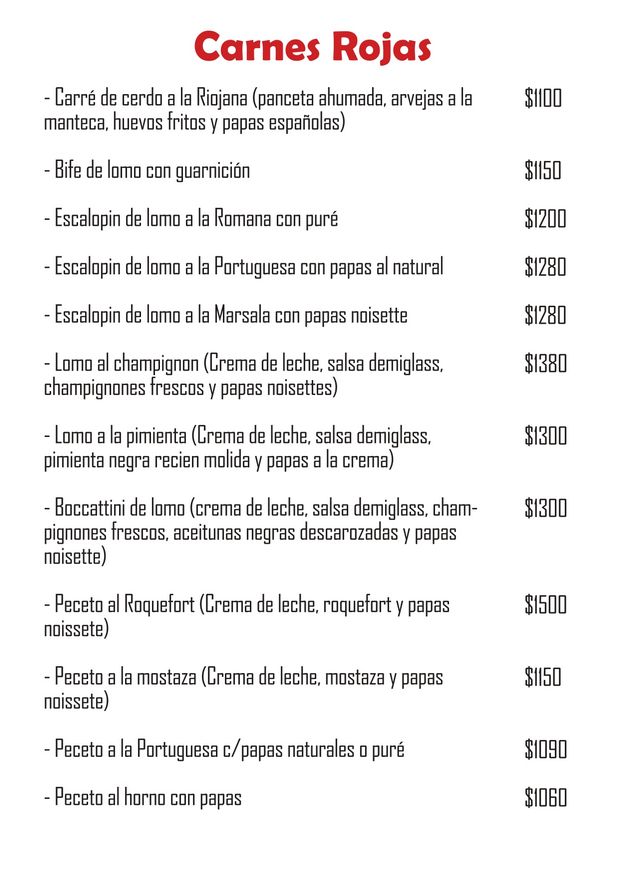 Carnes Rojas
- Carré de cerdo a la Riojana (panceta ahumada, arvejas a la $1100
manteca, huevos fritos y papas españolas)
- Bife de lomo con guarnición $1150
- Escalopin de lomo a la Romana con puré $1200
- Escalopin de lomo a la Portuguesa con papas al natural $1280
- Escalopin de lomo a la Marsala con papas noisette $1280
- Lomo al champignon (Crema de leche, salsa demiglass, $1380
champignones frescos y papas noisettes)
- Lomo a la pimienta (Crema de leche, salsa demiglass, $1300
pimienta negra recien molida y papas a la crema)
- Boccattini de lomo (crema de leche, salsa demiglass, cham- $1300
pignones frescos, aceitunas negras descarozadas y papas
noisette)
- Peceto al Roquefort (Crema de leche, roquefort y papas $1500
noissete)
- Peceto a la mostaza (Crema de leche, mostaza y papas $1150
noissete)
- Peceto a la Portuguesa c/papas naturales o puré $1090
- Peceto al horno con papas $1060